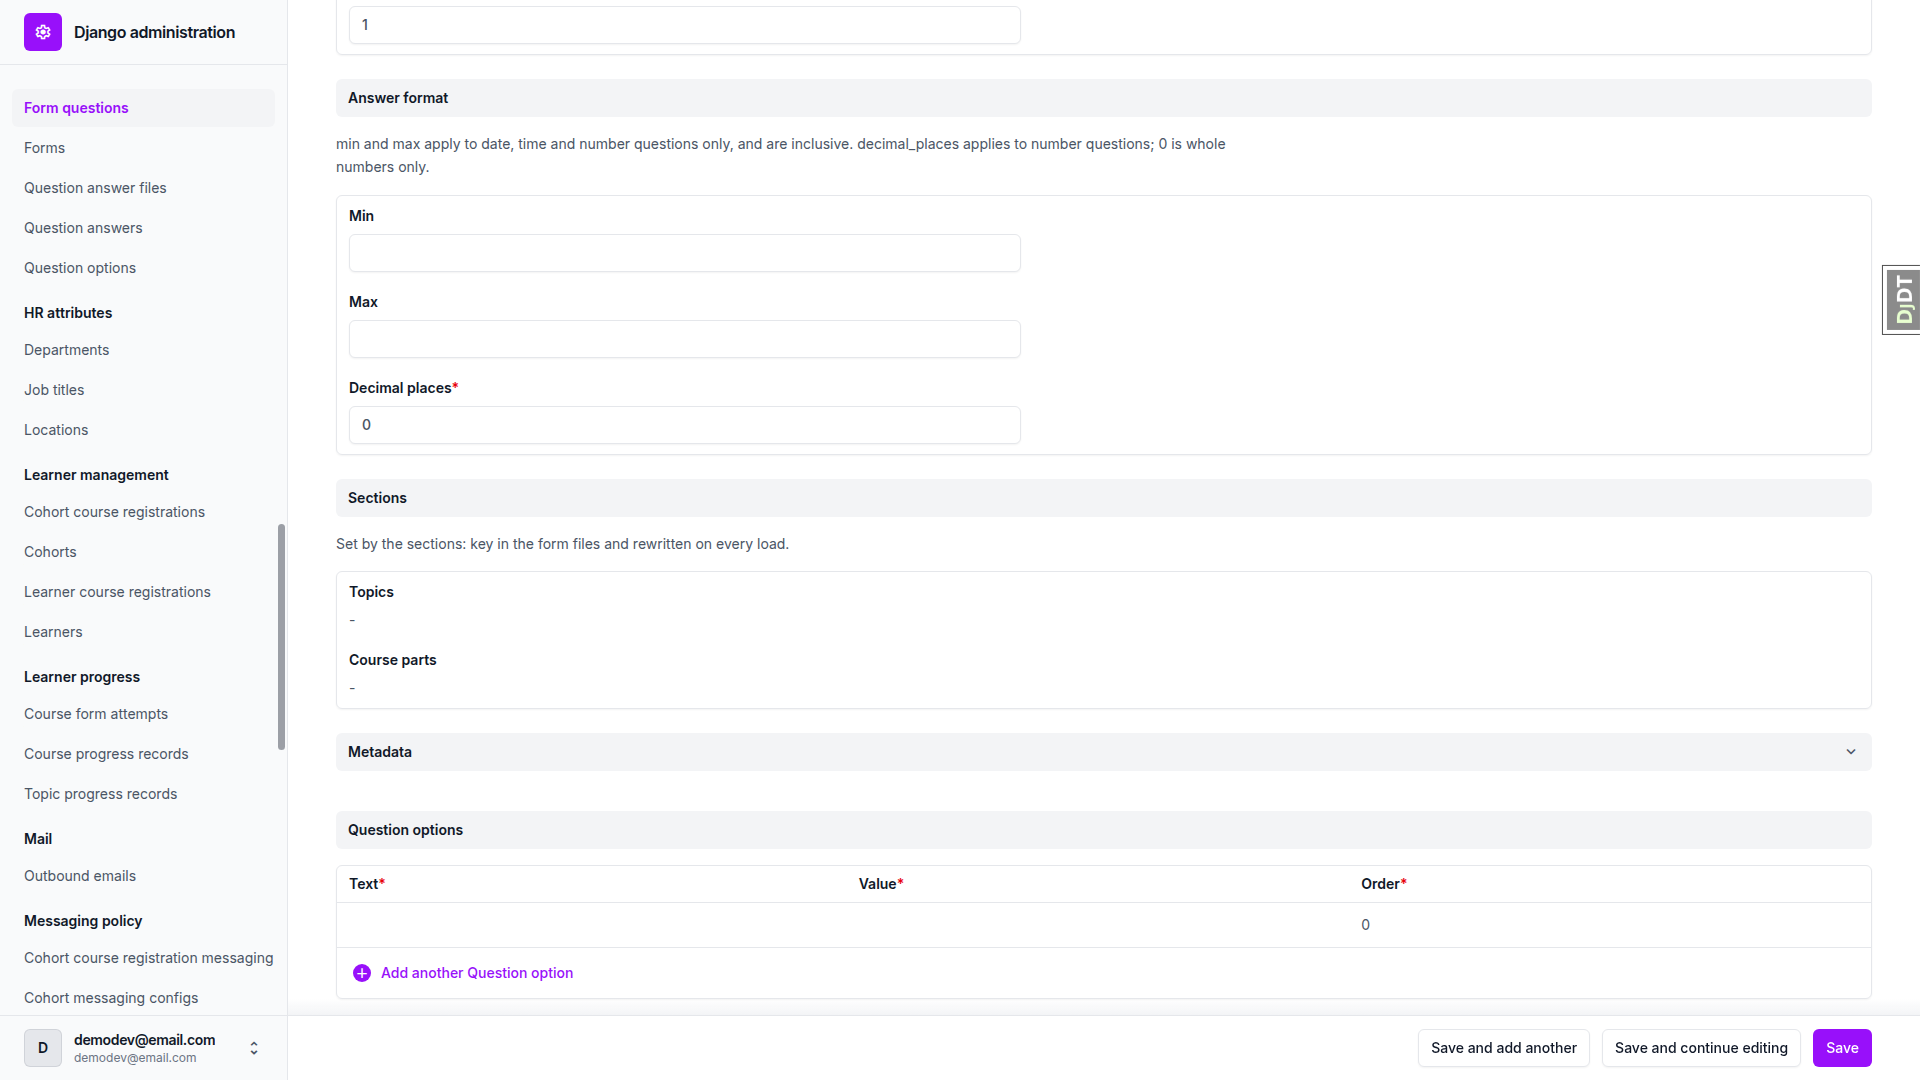 Django administration
Form questions
Forms
Question answer files
Question answers
Question options
HR attributes
Departments
Job titles
Locations
Learner management
Cohort course registrations
Cohorts
Learner course registrations
Learners
Learner progress
Course form attempts
Course progress records
Topic progress records
Mail
Outbound emails
Messaging policy
Cohort course registration messaging
Cohort messaging configs
D
demodev@email.com
demodev@email.com
1
Answer format
min and max apply to date, time and number questions only, and are inclusive. decimal_places applies to number questions; 0 is whole
numbers only.
Min
Max
Decimal places*
0
Sections
Set by the sections: key in the form files and rewritten on every load.
Topics
-
Course parts
-
Metadata
Question options
Text* Value* Order*
0
Add another Question option
Save and add another Save and continue editing Save
DjDT